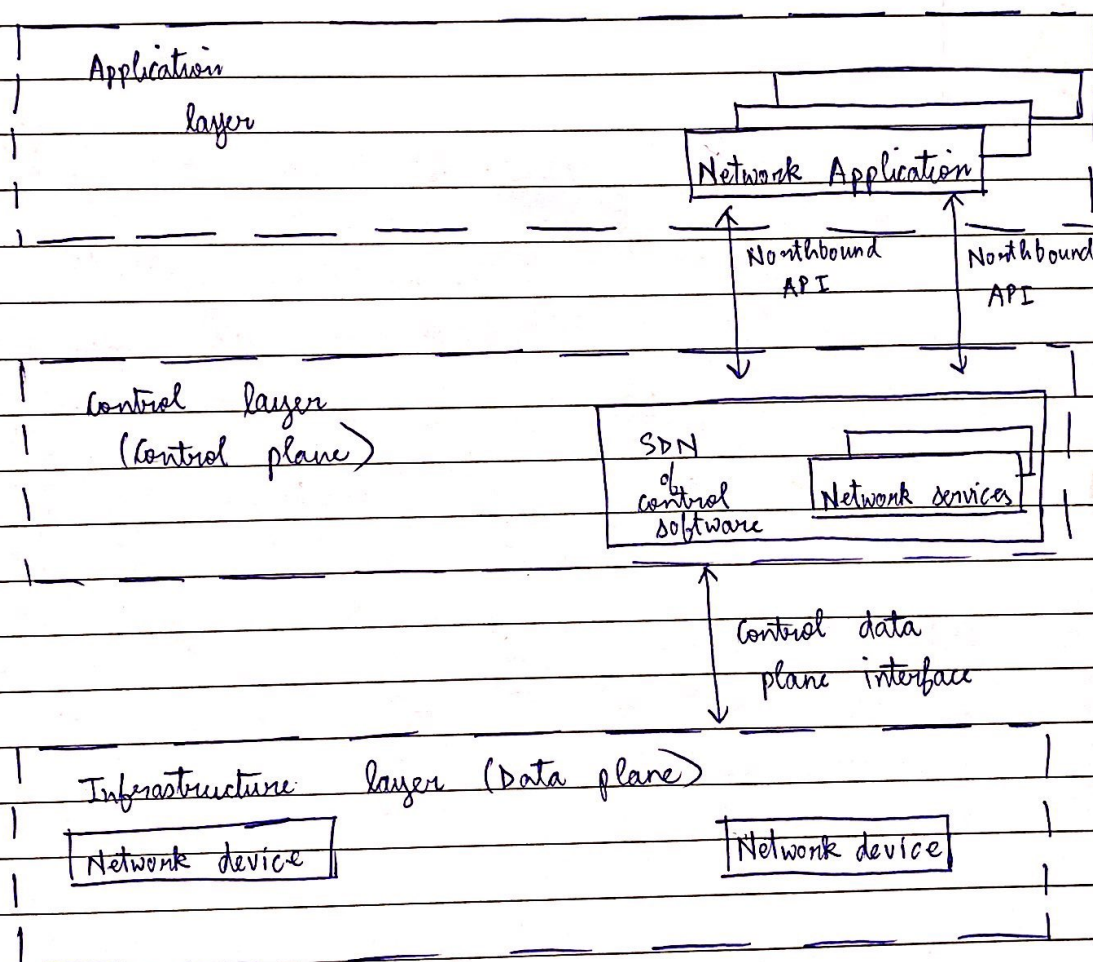 Application
layer
Network Application
Northbound
API
Northbound
API
Control layer
(Control plane)
SDN
control
software
Network services
Control data
plane interface
Infrastructure layer (Data plane)
Network device
Network device